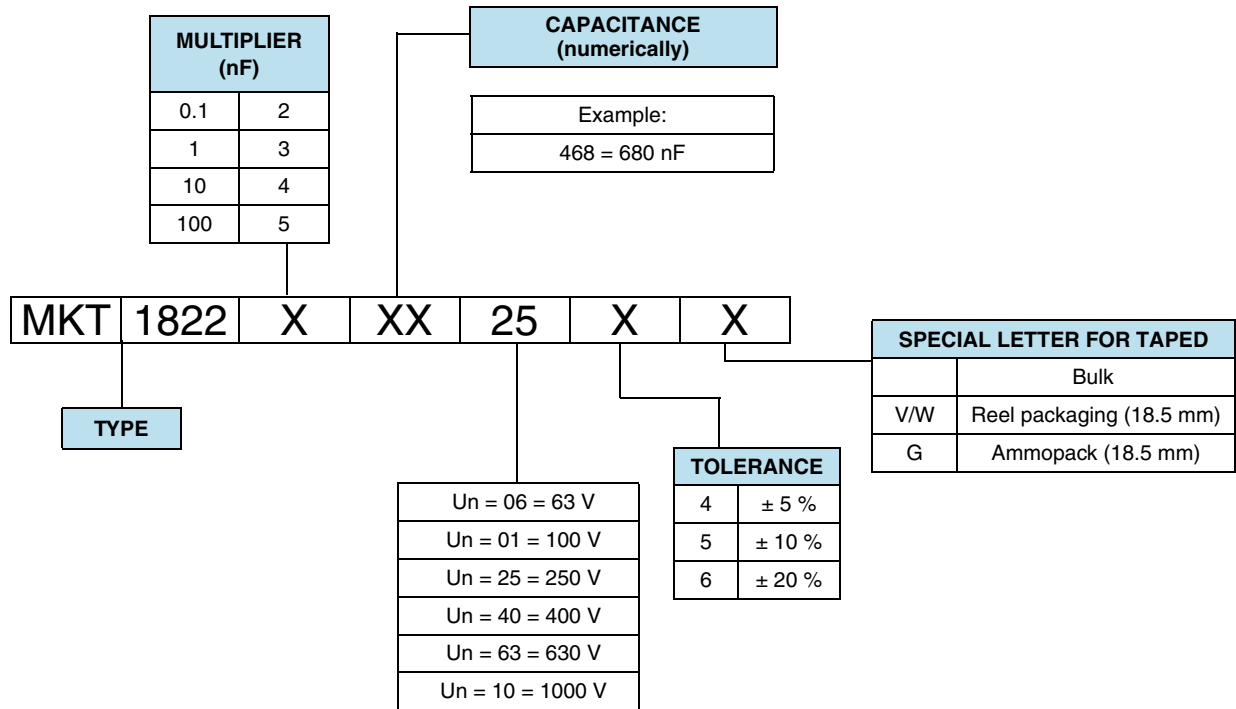 MULTIPLIER
(nF)
0.1 2
1 3
10 4
100 5
CAPACITANCE
(numerically)
Example:
468 = 680 nF
MKT 1822 X XX 25 X X
TYPE
Un = 06 = 63 V
Un = 01 = 100 V
Un = 25 = 250 V
Un = 40 = 400 V
Un = 63 = 630 V
Un = 10 = 1000 V
TOLERANCE
4 ± 5 %
5 ± 10 %
6 ± 20 %
SPECIAL LETTER FOR TAPED
Bulk
V/W Reel packaging (18.5 mm)
G Ammopack (18.5 mm)